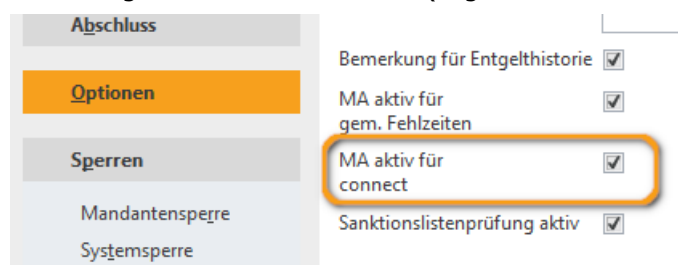 Abschluss
Optionen
Sperren
Mandantensperre
Systemsperre
Bemerkung für Entgelthistorie
MA aktiv für
gem. Fehlzeiten
MA aktiv für
connect
Sanktionslistenprüfung aktiv